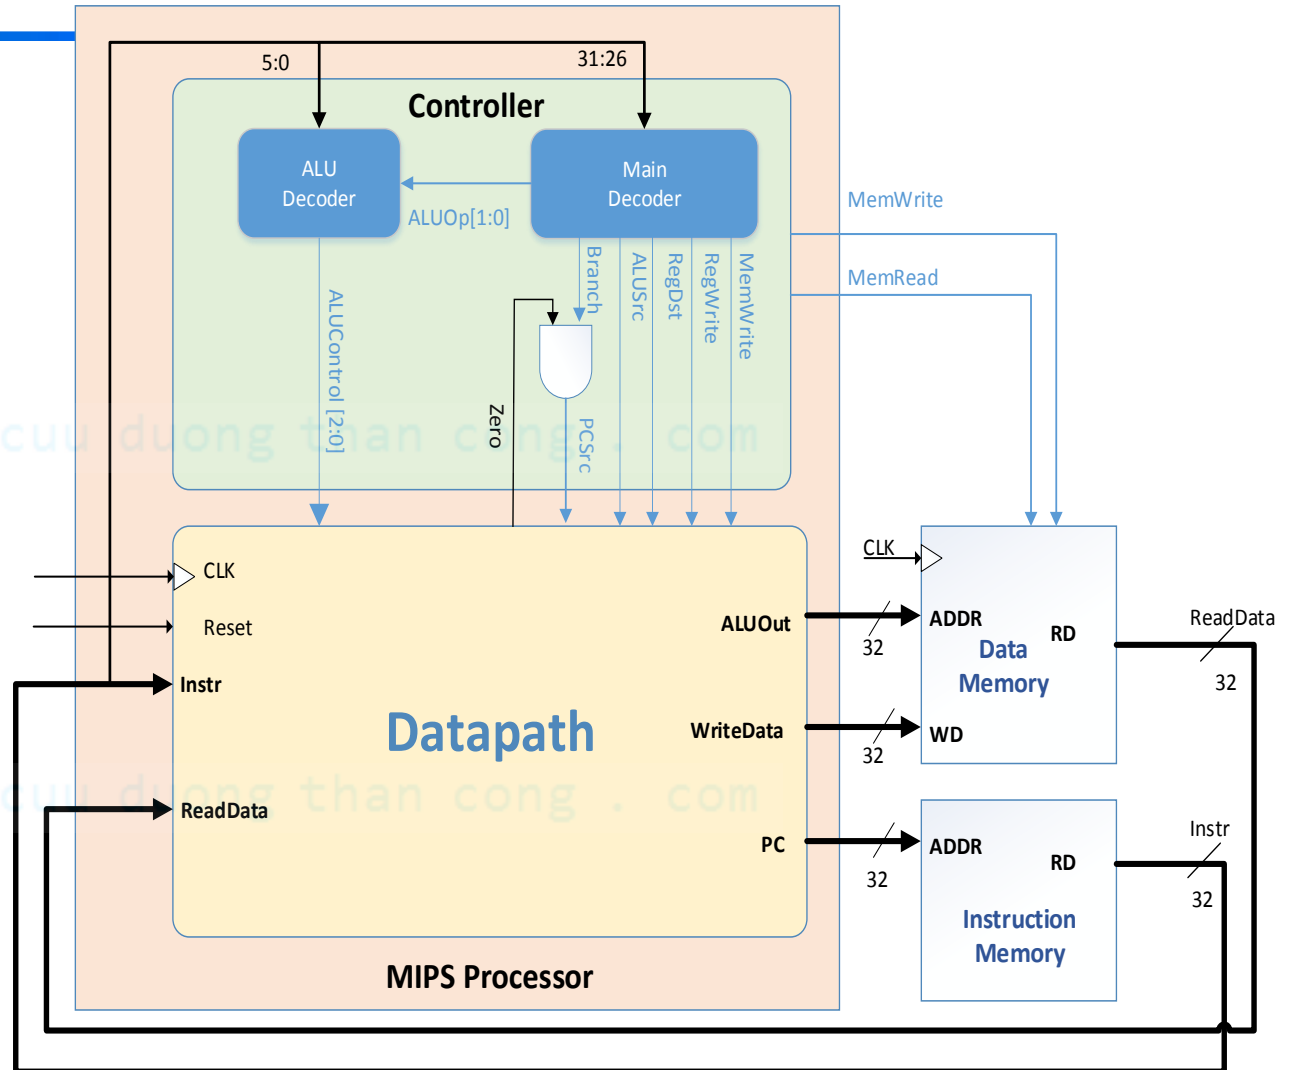 5:0
31:26
Controller
ALU
Decoder
Main
Decoder
ALUOp[1:0]
MemWrite
MemRead
Branch
ALUSrc
RegDst
RegWrite
MemWrite
ALUControl [2:0]
Zero
PCSrc
cuu duong than cong . com
CLK
Reset
Instr
ReadData
Datapath
ALUOut
WriteData
PC
32
32
32
CLK
ADDR
RD
Data
Memory
WD
ReadData
32
ADDR
RD
Instruction
Memory
Instr
32
cuu duong than cong . com
MIPS Processor